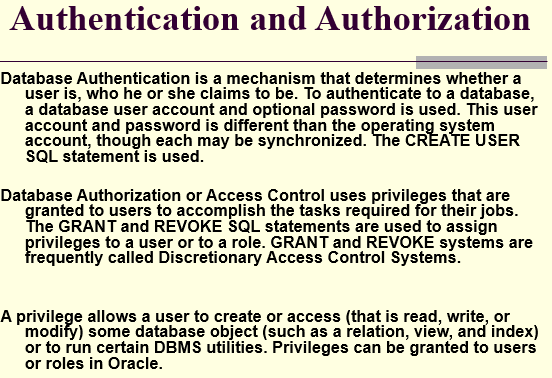 Authentication and Authorization
Database Authentication is a mechanism that determines whether a
user is, who he or she claims to be. To authenticate to a database,
a database user account and optional password is used. This user
account and password is different than the operating system
account, though each may be synchronized. The CREATE USER
SQL statement is used.
Database Authorization or Access Control uses privileges that are
granted to users to accomplish the tasks required for their jobs.
The GRANT and REVOKE SQL statements are used to assign
privileges to a user or to a role. GRANT and REVOKE systems are
frequently called Discretionary Access Control Systems.
A privilege allows a user to create or access (that is read, write, or
modify) some database object (such as a relation, view, and index)
or to run certain DBMS utilities. Privileges can be granted to users
or roles in Oracle.